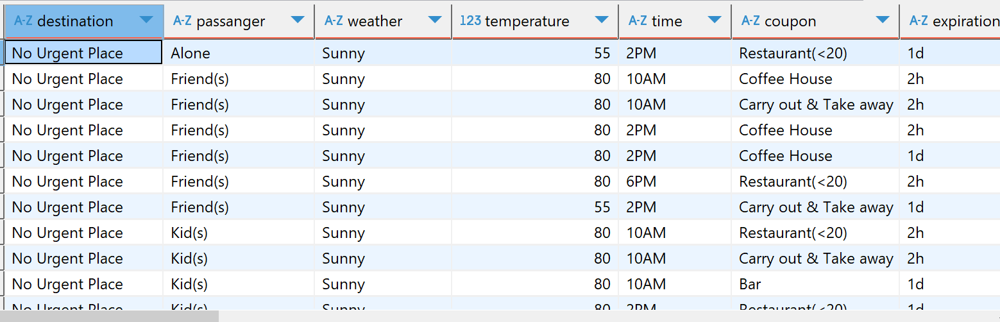 A-Z destination A-Z passanger A-Z weather 123 temperature A-Z time A-Z coupon A-Z expiration
No Urgent Place Alone Sunny 55 2PM Restaurant(<20) 1d
No Urgent Place Friend(s) Sunny 80 10AM Coffee House 2h
No Urgent Place Friend(s) Sunny 80 10AM Carry out & Take away 2h
No Urgent Place Friend(s) Sunny 80 2PM Coffee House 2h
No Urgent Place Friend(s) Sunny 80 2PM Coffee House 1d
No Urgent Place Friend(s) Sunny 80 6PM Restaurant(<20) 2h
No Urgent Place Friend(s) Sunny 55 2PM Carry out & Take away 1d
No Urgent Place Kid(s) Sunny 80 10AM Restaurant(<20) 2h
No Urgent Place Kid(s) Sunny 80 10AM Carry out & Take away 2h
No Urgent Place Kid(s) Sunny 80 10AM Bar 1d
No Urgent Place Kid(s) Sunny 80 2PM Restaurant(<20) 1d